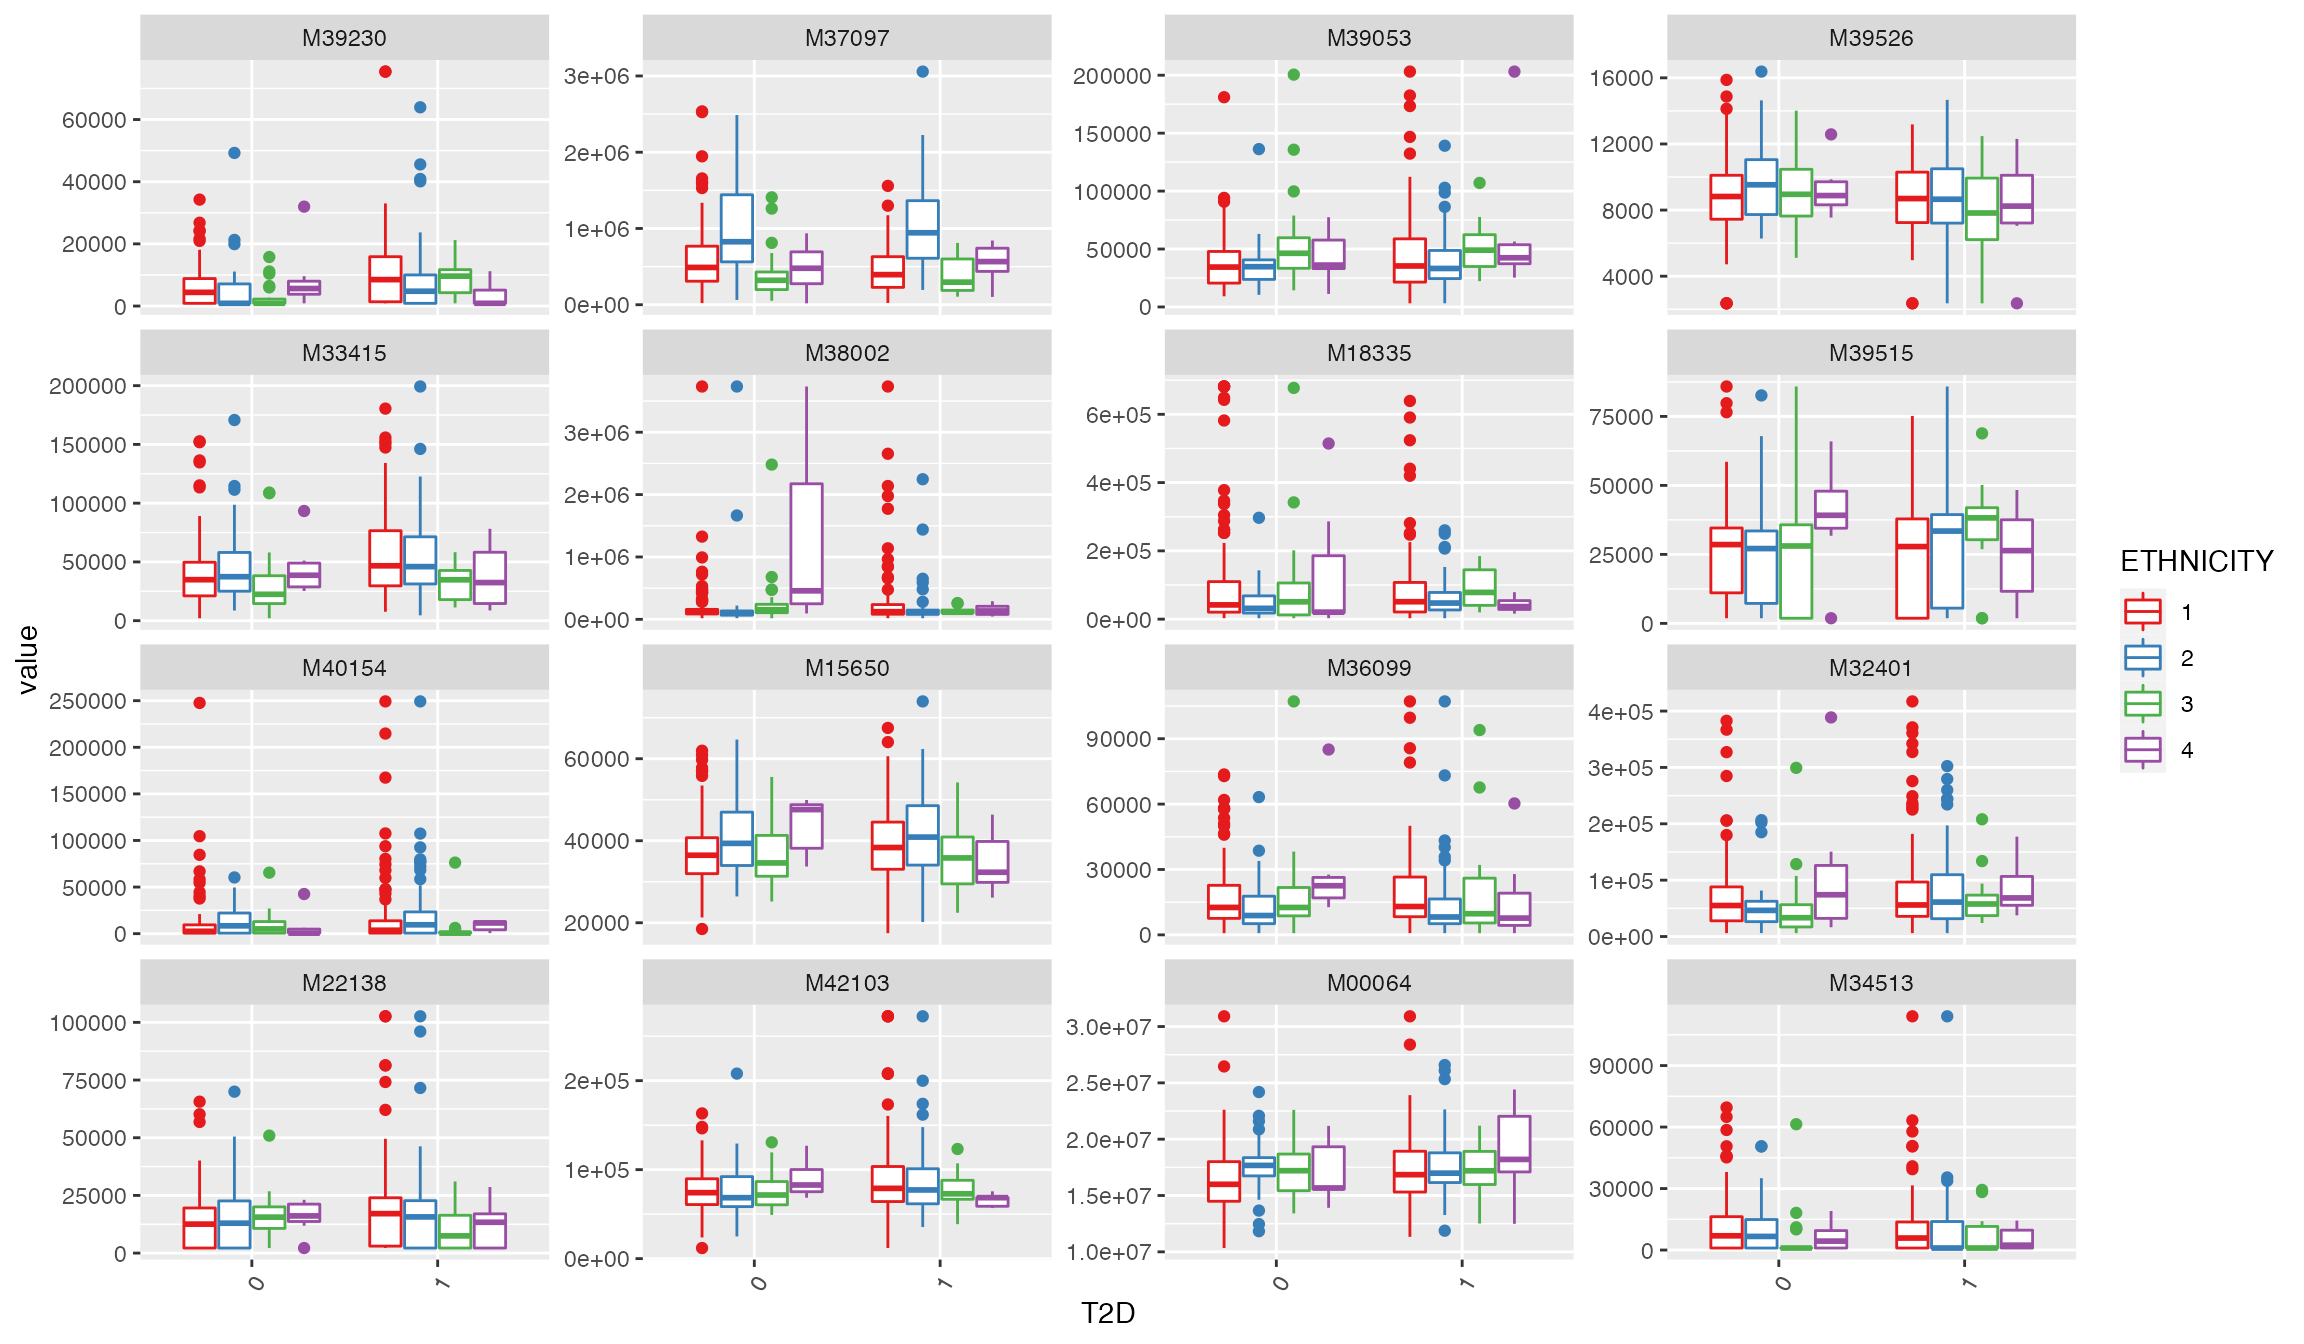 M39230
M37097
M39053
M39526
60000
40000
20000
0
3e+06
2e+06
1e+06
0e+00
200000
150000
100000
50000
0
16000
12000
8000
4000
M33415
M38002
M18335
M39515
200000
150000
100000
50000
0
3e+06
2e+06
1e+06
0e+00
6e+05
4e+05
2e+05
0e+00
75000
50000
25000
0
M40154
M15650
M36099
M32401
250000
200000
150000
100000
50000
0
60000
40000
20000
90000
60000
30000
0
4e+05
3e+05
2e+05
1e+05
0e+00
M22138
M42103
M00064
M34513
100000
75000
50000
25000
0
2e+05
1e+05
0e+00
3.0e+07
2.5e+07
2.0e+07
1.5e+07
1.0e+07
90000
60000
30000
0
0 1
0 1
0 1
0 1
T2D
value
ETHNICITY
1
2
3
4